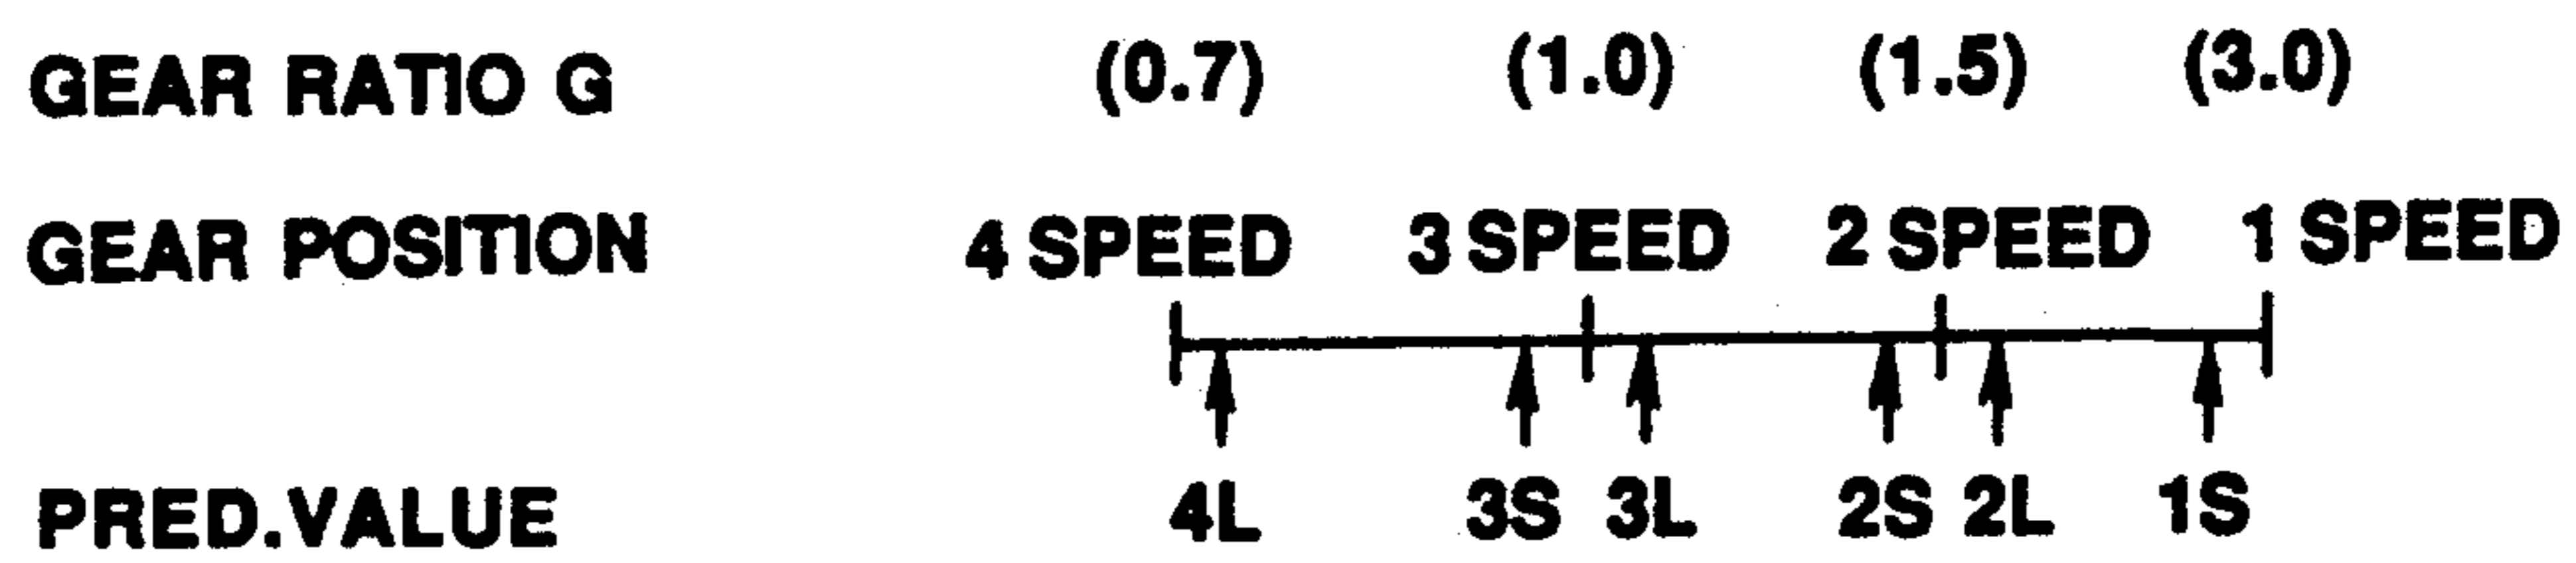 GEAR RATIO G (0.7) (1.0) (1.5) (3.0)
GEAR POSITION 4 SPEED 3 SPEED 2 SPEED 1 SPEED
PRED.VALUE 4L 3S 3L 2S 2L 1S